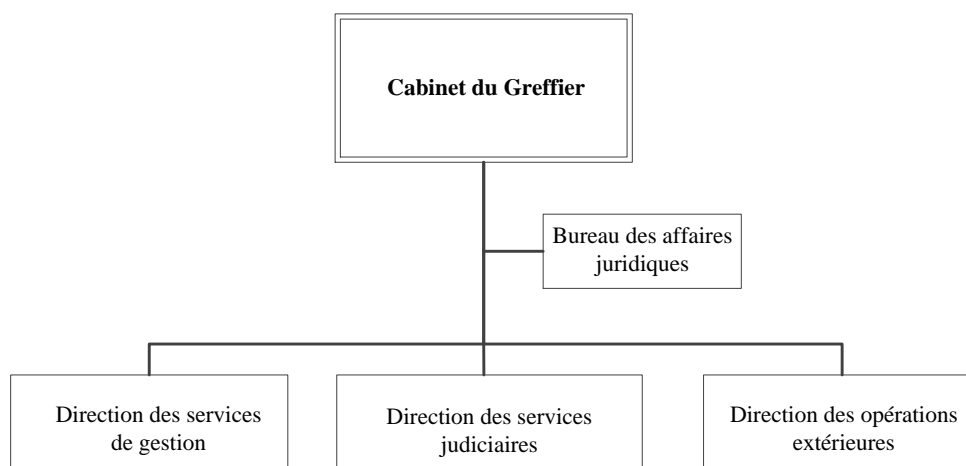 Cabinet du Greffier
Bureau des affaires
juridiques
Direction des services
de gestion
Direction des services
judiciaires
Direction des opérations
extérieures